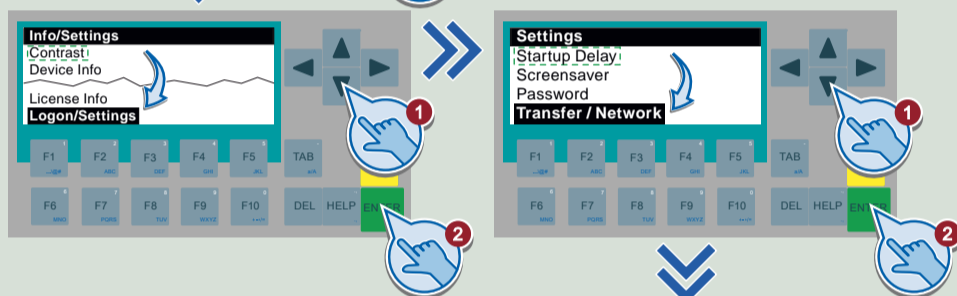 Info/Settings
Contrast
Device Info
License Info
Logon/Settings
1
F1
F2
F3
F4
F5
TAB
...@#
ABC
DEF
GHI
JKL
a/A
F6
F7
F8
F9
F10
DEL
HELP
ENTER
MNO
PQRS
TUV
WXYZ
2
Settings
Startup Delay
Screensaver
Password
Transfer / Network
1
F1
F2
F3
F4
F5
TAB
...@#
ABC
DEF
GHI
JKL
a/A
F6
F7
F8
F9
F10
DEL
HELP
ENTER
MNO
PQRS
TUV
WXYZ
2